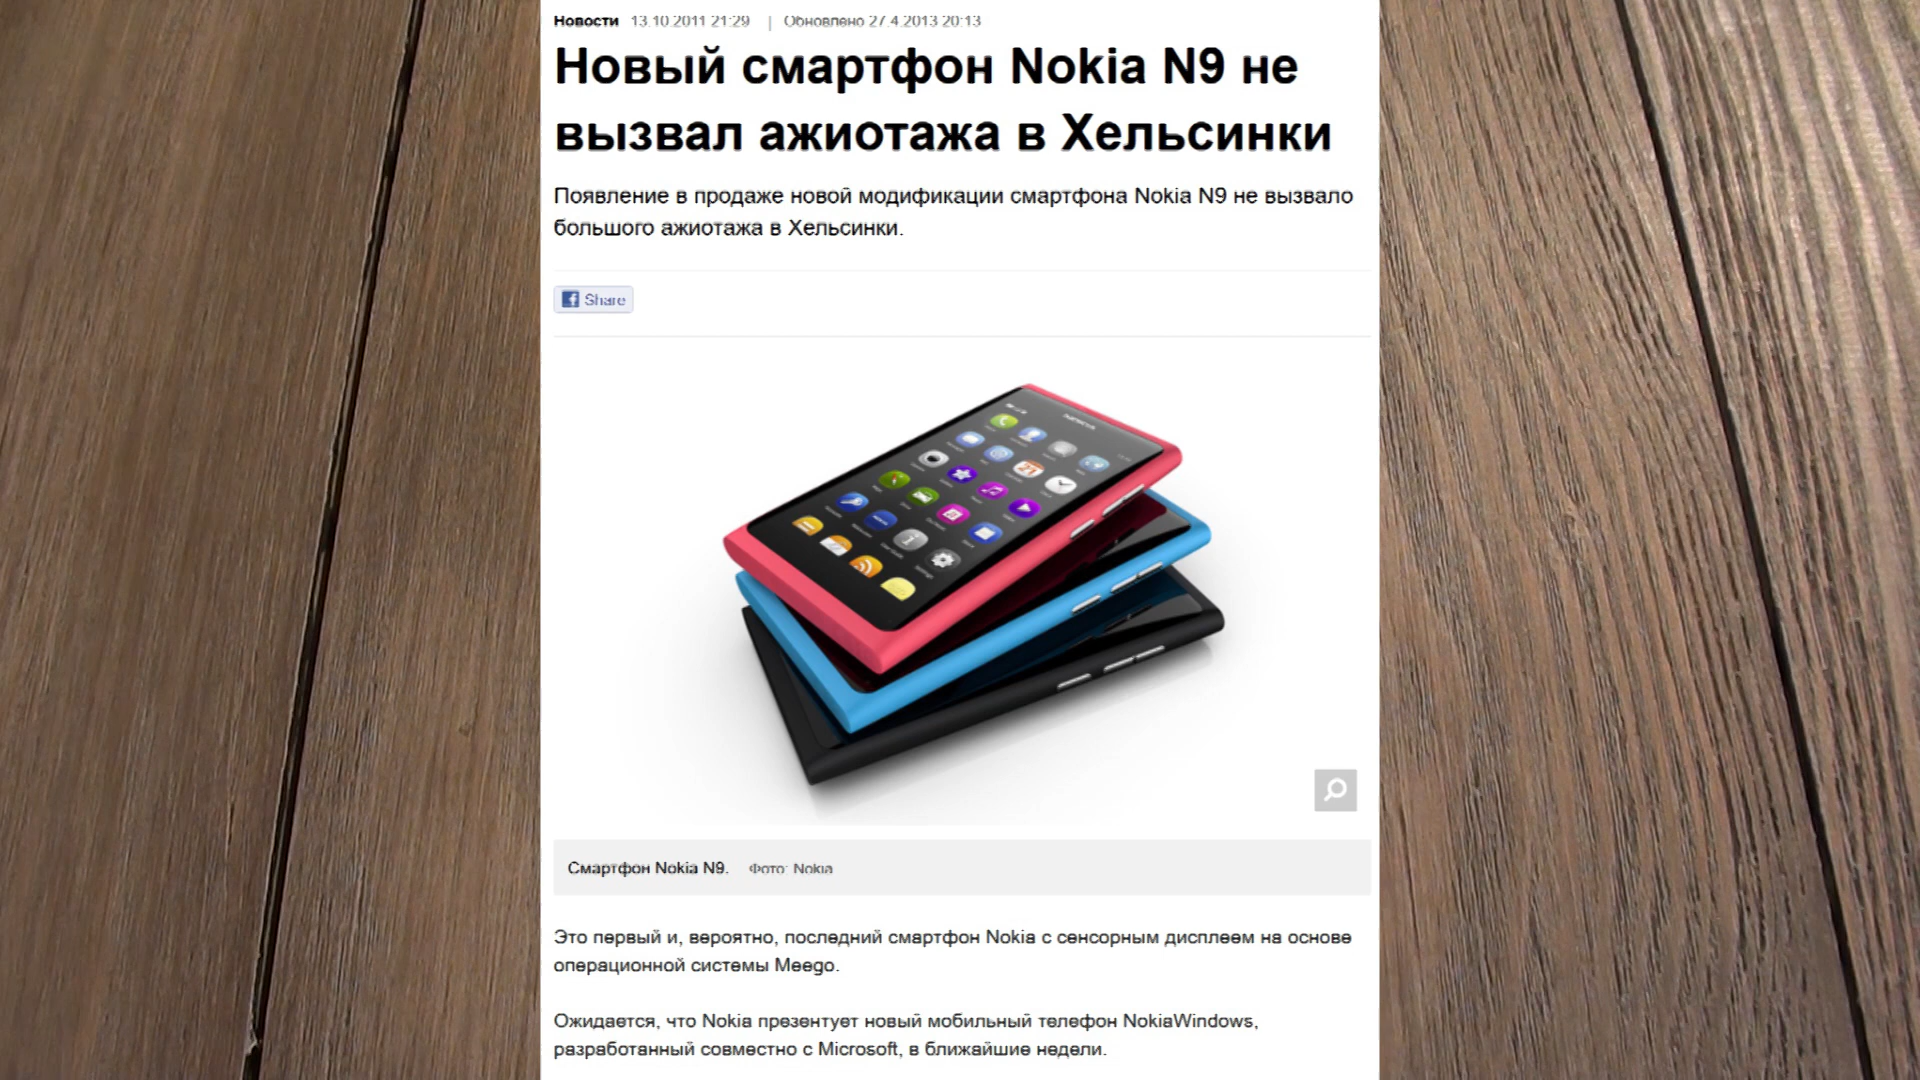 Новости 13.10.2011 21:29 | Обновлено 27.4.2013 20:13
Новый смартфон Nokia N9 не
вызвал ажиотажа в Хельсинки
Появление в продаже новой модификации смартфона Nokia N9 не вызвало
большого ажиотажа в Хельсинки.
Share
Смартфон Nokia N9. Фото: Nokia
Это первый и, вероятно, последний смартфон Nokia с сенсорным дисплеем на основе
операционной системы Meego.
Ожидается, что Nokia презентует новый мобильный телефон NokiaWindows,
разработанный совместно с Microsoft, в ближайшие недели.